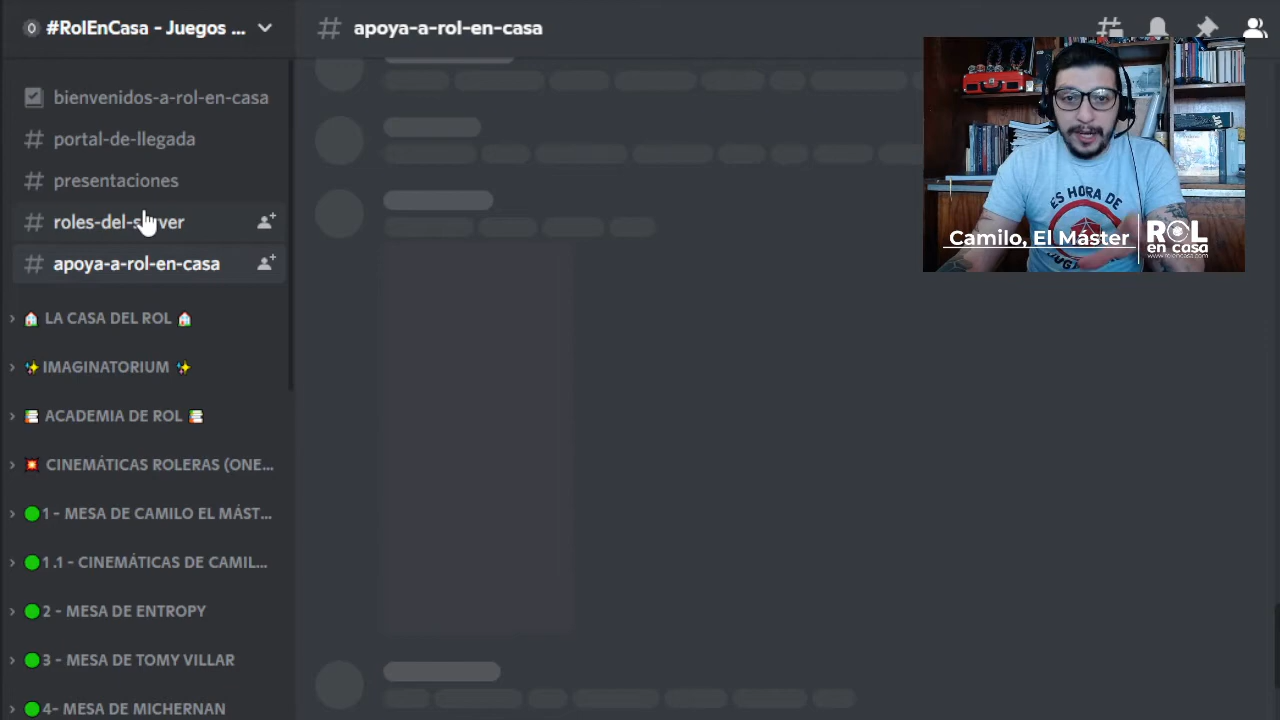 #RolEnCasa - Juegos ...
bienvenidos-a-rol-en-casa
portal-de-llegada
presentaciones
roles-del-server
apoya-a-rol-en-casa
LA CASA DEL ROL
IMAGINATORIUM
ACADEMIA DE ROL
CINEMÁTICAS ROLERAS (ONE...
1 - MESA DE CAMILO EL MÁST...
1.1 - CINEMÁTICAS DE CAMIL...
2 - MESA DE ENTROPY
3 - MESA DE TOMY VILLAR
4- MESA DE MICHERNAN
apoya-a-rol-en-casa
ES HORA DE
Camilo, El Máster
ROL
en casa
www.rolencasa.com